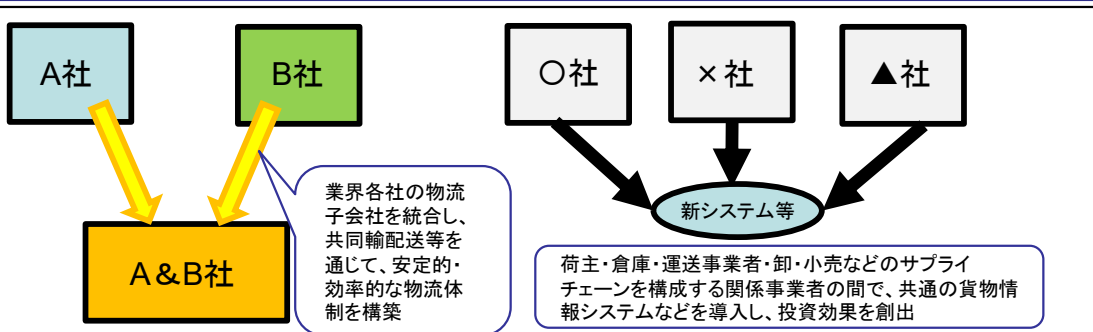 A社
B社
業界各社の物流
子会社を統合し、
共同輸配送等を
通じて、安定的・
効率的な物流体
制を構築
A&B社
〇社
×社
▲社
新システム等
荷主・倉庫・運送事業者・卸・小売などのサプライ
チェーンを構成する関係事業者の間で、共通の貨物情
報システムなどを導入し、投資効果を創出